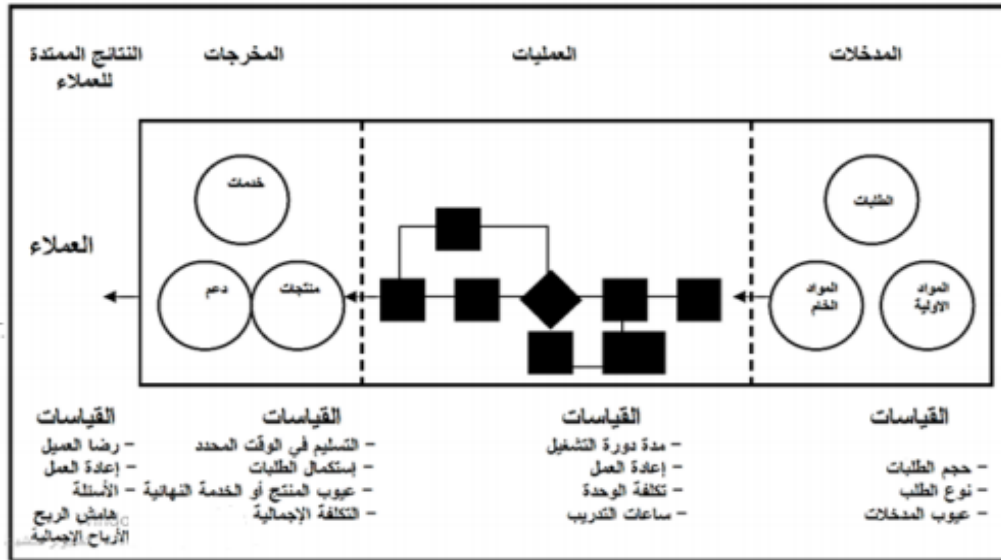 المدخلات
العمليات
المخرجات
النتائج الممتدة
للعملاء
الطلبات
المواد
الاولية
المواد
الخام
خدمات
منتجات
دعم
العملاء
القياسات
- حجم الطلبات
- نوع الطلب
- عيوب المدخلات
القياسات
- مدة دورة التشغيل
- إعادة العمل
- تكلفة الوحدة
- ساعات التدريب
القياسات
- التسليم في الوقت المحدد
- إستكمال الطلبات
- عيوب المنتج أو الخدمة النهائية
- التكلفة الإجمالية
القياسات
- رضا العميل
- إعادة العمل
- الأسئلة
هامش الربح
الأرباح الإجمالية